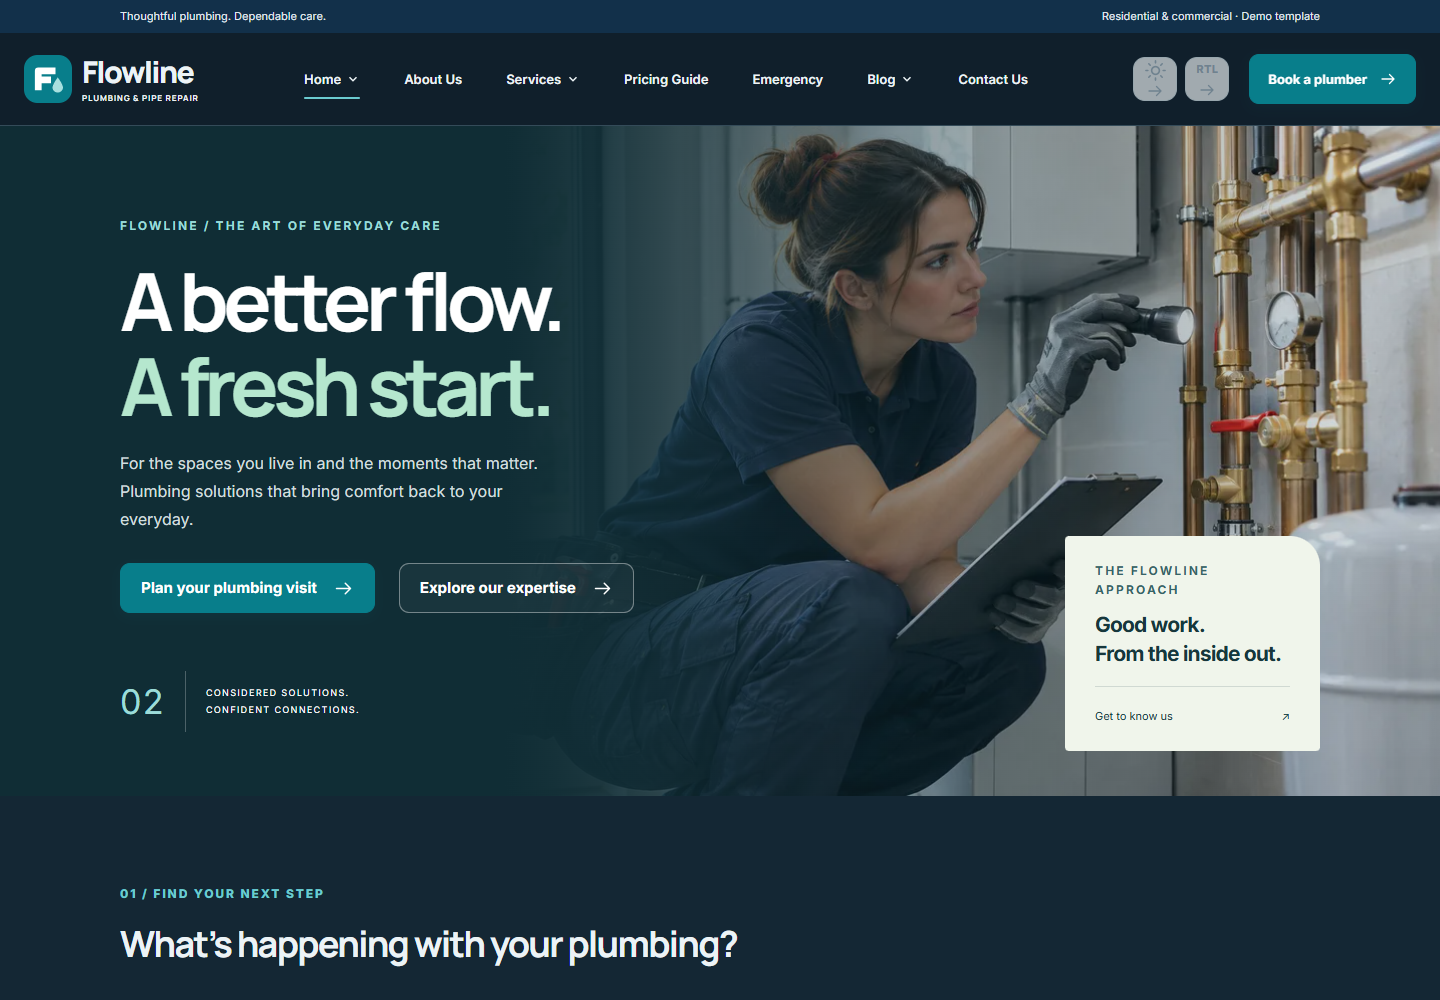 Thoughtful plumbing. Dependable care.
Residential & commercial · Demo template
F
Flowline
PLUMBING & PIPE REPAIR
Home
About Us
Services
Pricing Guide
Emergency
Blog
Contact Us
RTL
Book a plumber
FLOWLINE / THE ART OF EVERYDAY CARE
A better flow.
A fresh start.
For the spaces you live in and the moments that matter.
Plumbing solutions that bring comfort back to your
everyday.
Plan your plumbing visit
Explore our expertise
02
CONSIDERED SOLUTIONS.
CONFIDENT CONNECTIONS.
THE FLOWLINE
APPROACH
Good work.
From the inside out.
Get to know us
01 / FIND YOUR NEXT STEP
What’s happening with your plumbing?